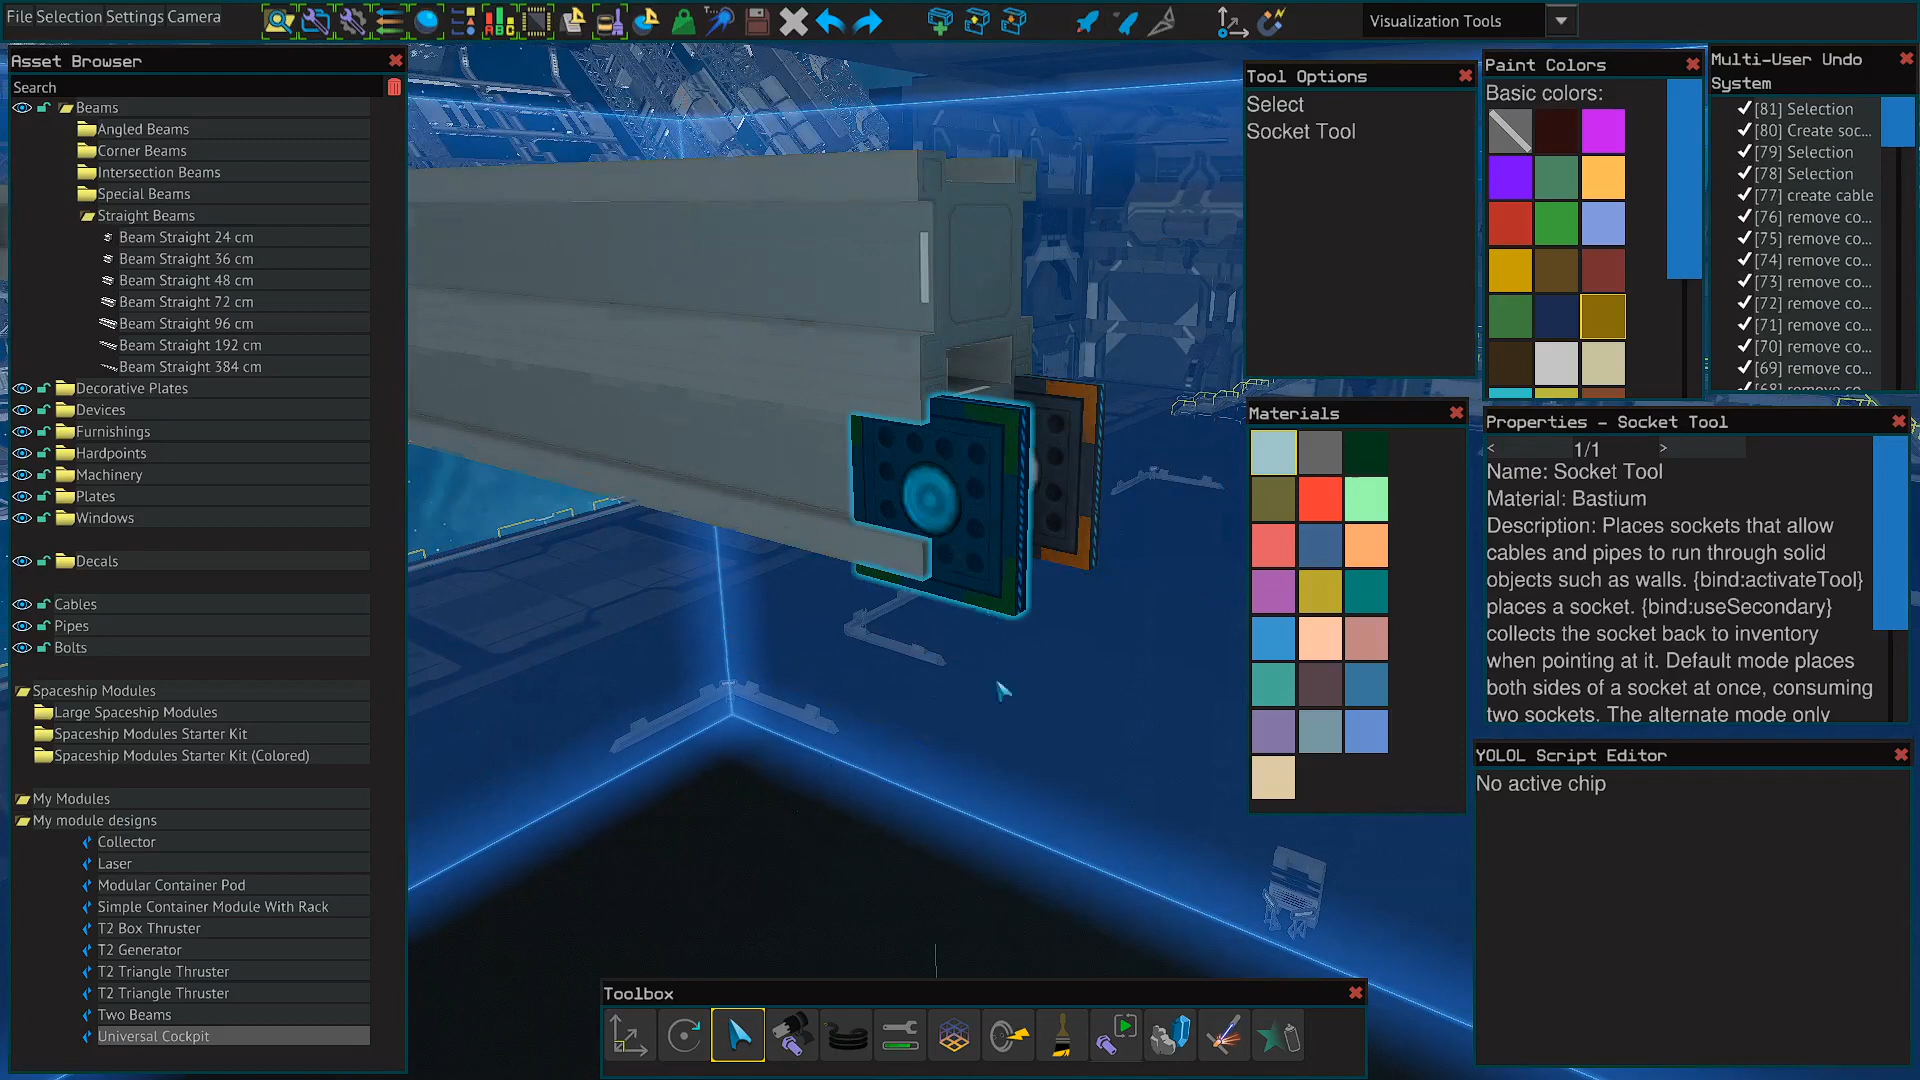 File Selection Settings Camera
Visualization Tools
Asset Browser
Search
Beams
Angled Beams
Corner Beams
Intersection Beams
Special Beams
Straight Beams
Beam Straight 24 cm
Beam Straight 36 cm
Beam Straight 48 cm
Beam Straight 72 cm
Beam Straight 96 cm
Beam Straight 192 cm
Beam Straight 384 cm
Decorative Plates
Devices
Furnishings
Hardpoints
Machinery
Plates
Windows
Decals
Cables
Pipes
Bolts
Spaceship Modules
Large Spaceship Modules
Spaceship Modules Starter Kit
Spaceship Modules Starter Kit (Colored)
My Modules
My module designs
Collector
Laser
Modular Container Pod
Simple Container Module With Rack
T2 Box Thruster
T2 Generator
T2 Triangle Thruster
T2 Triangle Thruster
Two Beams
Universal Cockpit
Tool Options
Select
Socket Tool
Paint Colors
Basic colors:
Multi-User Undo
System
[81] Selection
[80] Create soc...
[79] Selection
[78] Selection
[77] create cable
[76] remove co...
[75] remove co...
[74] remove co...
[73] remove co...
[72] remove co...
[71] remove co...
[70] remove co...
[69] remove co...
[68] remove co...
Materials
Properties - Socket Tool
< 1/1 >
Name: Socket Tool
Material: Bastium
Description: Places sockets that allow
cables and pipes to run through solid
objects such as walls. {bind:activateTool}
places a socket. {bind:useSecondary}
collects the socket back to inventory
when pointing at it. Default mode places
both sides of a socket at once, consuming
two sockets. The alternate mode only
YOLOL Script Editor
No active chip
Toolbox